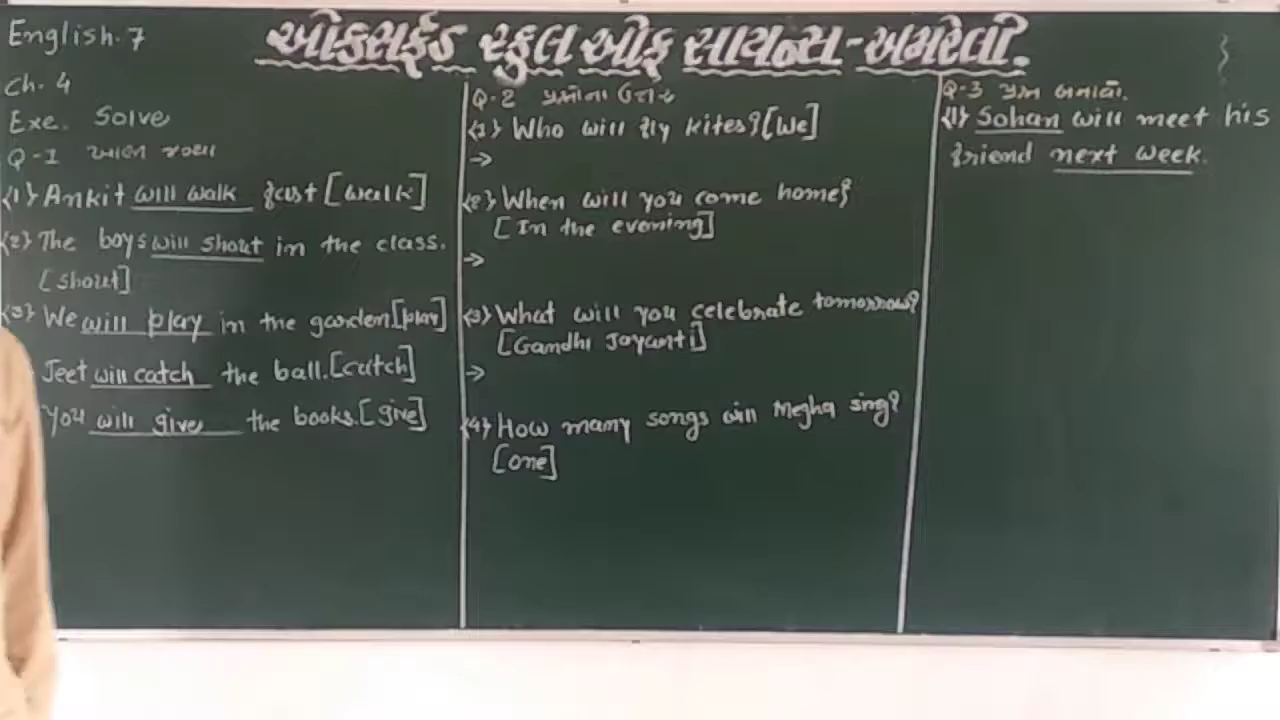 English.7
ઓક્સફર્ડ સ્કુલ ઓફ સાયન્સ-અમરેલી.
Ch. 4
Exe. Solve
Q-1 ખાલી જગ્યા
(1) Ankit will walk fast [walk]
(2) The boys will shout in the class.
[shout]
(3) We will play in the garden [play]
Jeet will catch the ball. [catch]
You will give the books. [give]
Q-2 પ્રશ્નોના
(1) Who will fly kites? [We]
→
(2) When will you come home?
[In the evening]
→
(3) What will you celebrate tomorrow?
[Gandhi Jayanti]
→
(4) How many songs will Megha sing?
[one]
Q-3 પ્રશ્ન બનાવો.
(1) Sohan will meet his
friend next week.